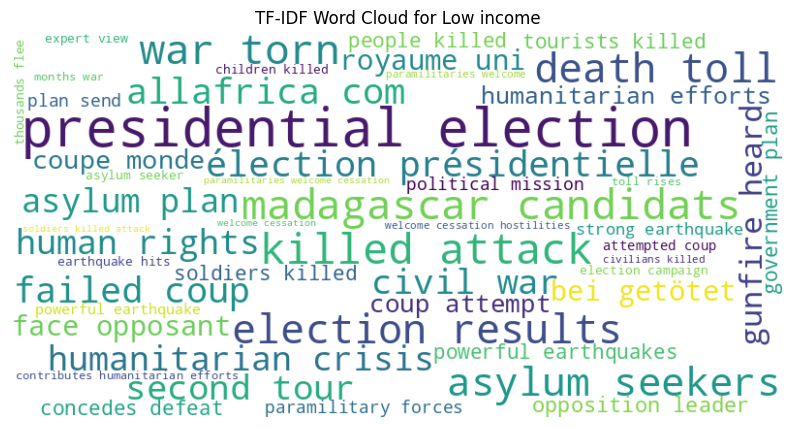 TF-IDF Word Cloud for Low income
expert view
war torn
people killed
tourists killed
thousands flee
months war
children killed
royaume uni
paramilitaries welcome
death toll
plan send
allafrica com
humanitarian efforts
presidential election
gunfire heard
government plan
coupe monde
élection présidentielle
asylum seeker
paramilitaries welcome cessation
political mission
toll rises
asylum plan
madagascar candidats
soldiers killed attack
welcome cessation
welcome cessation hostilities
strong earthquake
human rights
killed attack
attempted coup
earthquake hits
civilians killed
soldiers killed
civil war
election campaign
failed coup
coup attempt
bei getötet
powerful earthquake
face opposant
election results
humanitarian crisis
powerful earthquakes
contributes humanitarian efforts
second tour
asylum seekers
concedes defeat
paramilitary forces
opposition leader